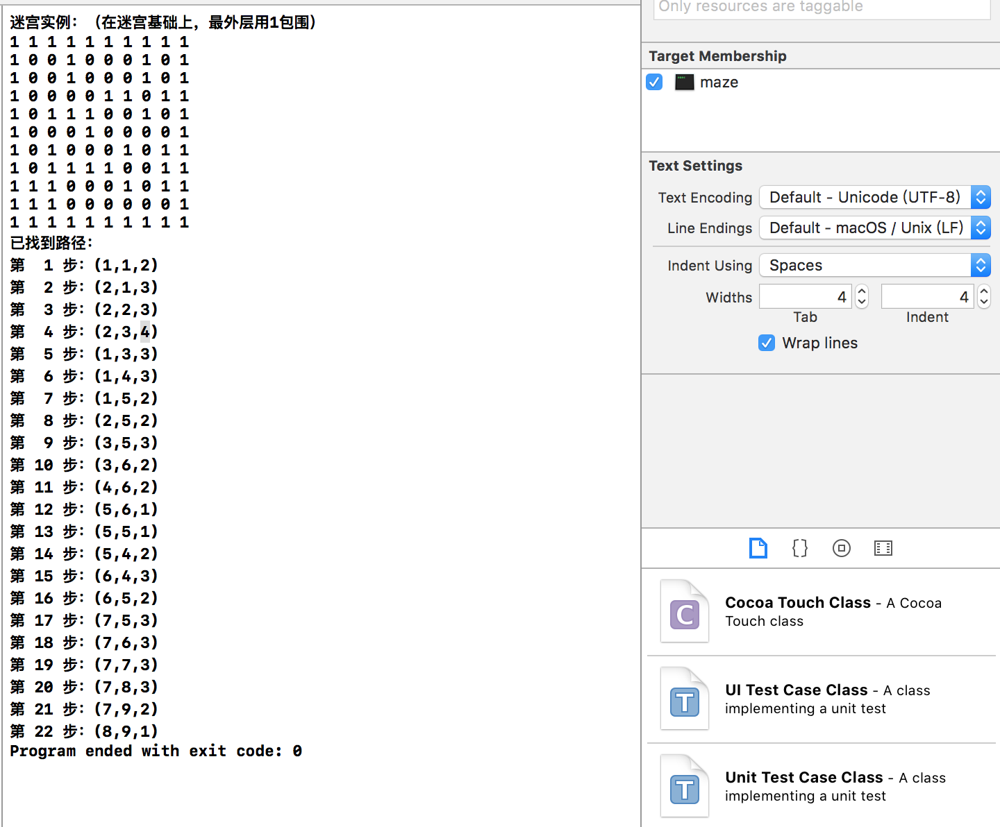 迷宫实例：（在迷宫基础上，最外层用1包围）
1 1 1 1 1 1 1 1 1 1
1 0 0 1 0 0 0 1 0 1
1 0 0 1 0 0 0 1 0 1
1 0 0 0 0 1 1 0 1 1
1 0 1 1 1 0 0 1 0 1
1 0 0 0 1 0 0 0 0 1
1 0 1 0 0 0 1 0 1 1
1 0 1 1 1 1 0 0 1 1
1 1 1 0 0 0 1 0 1 1
1 1 1 0 0 0 0 0 0 1
1 1 1 1 1 1 1 1 1 1
已找到路径：
第 1 步：(1,1,2)
第 2 步：(2,1,3)
第 3 步：(2,2,3)
第 4 步：(2,3,4)
第 5 步：(1,3,3)
第 6 步：(1,4,3)
第 7 步：(1,5,2)
第 8 步：(2,5,2)
第 9 步：(3,5,3)
第 10 步：(3,6,2)
第 11 步：(4,6,2)
第 12 步：(5,6,1)
第 13 步：(5,5,1)
第 14 步：(5,4,2)
第 15 步：(6,4,3)
第 16 步：(6,5,2)
第 17 步：(7,5,3)
第 18 步：(7,6,3)
第 19 步：(7,7,3)
第 20 步：(7,8,3)
第 21 步：(7,9,2)
第 22 步：(8,9,1)
Program ended with exit code: 0
Only resources are taggable
Target Membership
maze
Text Settings
Text Encoding Default - Unicode (UTF-8)
Line Endings Default - macOS / Unix (LF)
Indent Using Spaces
Widths 4 4
Tab Indent
Wrap lines
{}
C Cocoa Touch Class - A Cocoa
Touch class
T UI Test Case Class - A class
implementing a unit test
T Unit Test Case Class - A class
implementing a unit test